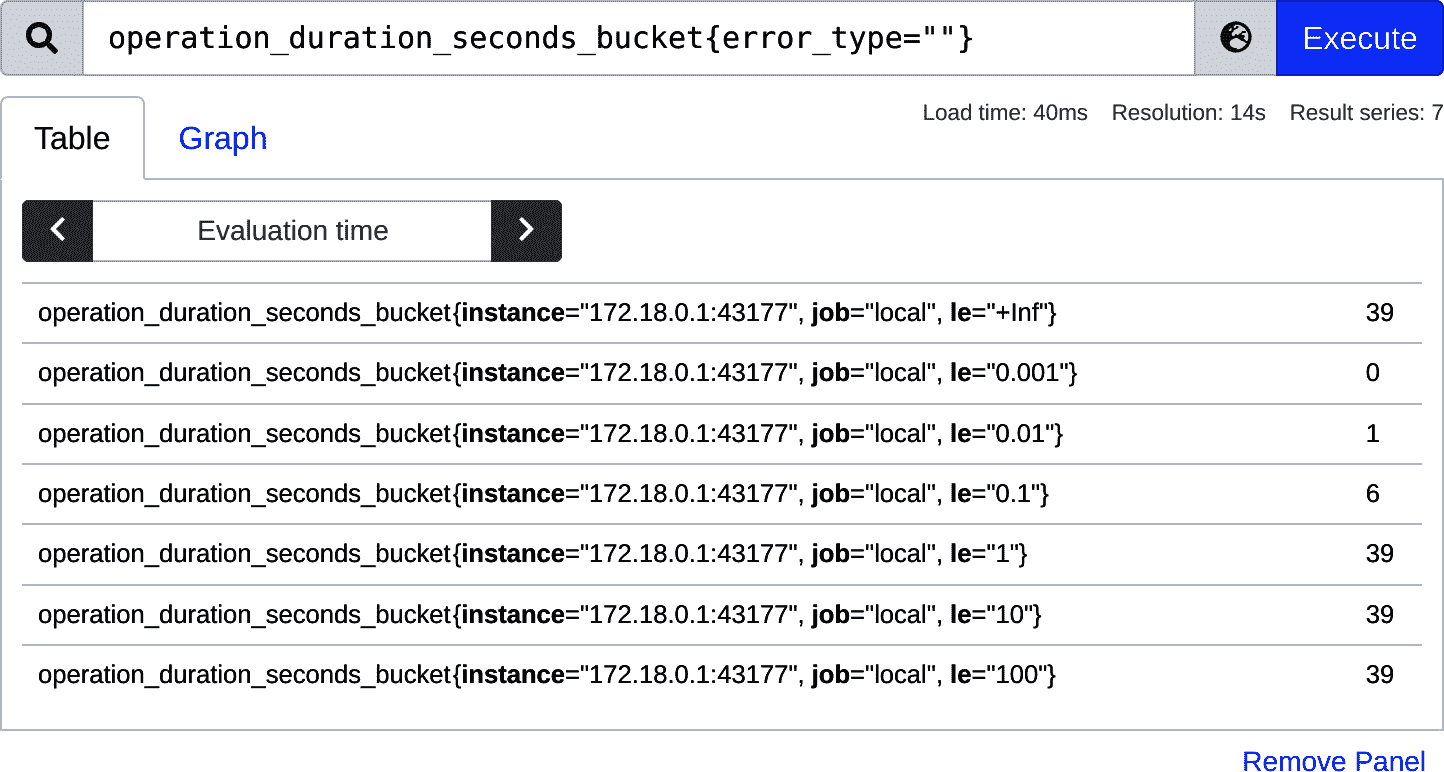 operation_duration_seconds_bucket{error_type=""} Execute
Load time: 40ms Resolution: 14s Result series: 7
Table Graph
Evaluation time
operation_duration_seconds_bucket{instance="172.18.0.1:43177", job="local", le="+Inf"} 39
operation_duration_seconds_bucket{instance="172.18.0.1:43177", job="local", le="0.001"} 0
operation_duration_seconds_bucket{instance="172.18.0.1:43177", job="local", le="0.01"} 1
operation_duration_seconds_bucket{instance="172.18.0.1:43177", job="local", le="0.1"} 6
operation_duration_seconds_bucket{instance="172.18.0.1:43177", job="local", le="1"} 39
operation_duration_seconds_bucket{instance="172.18.0.1:43177", job="local", le="10"} 39
operation_duration_seconds_bucket{instance="172.18.0.1:43177", job="local", le="100"} 39
Remove Panel